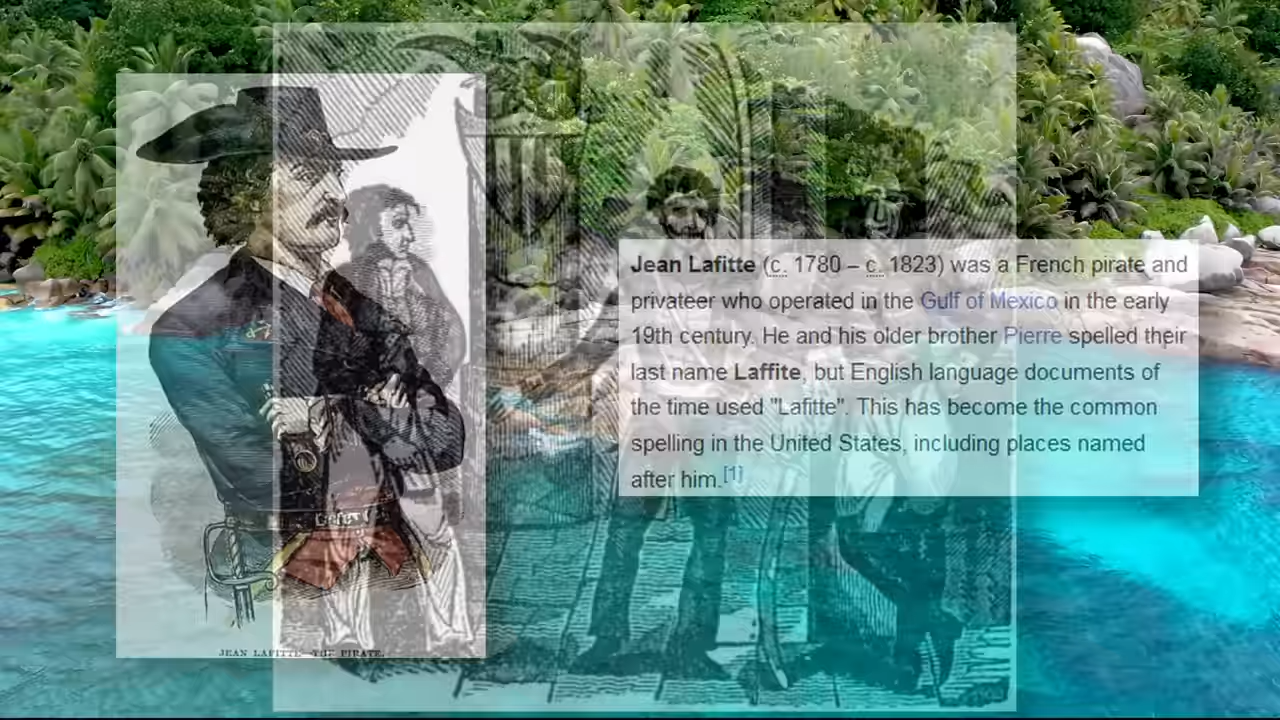 Jean Lafitte (c. 1780 – c. 1823) was a French pirate and
privateer who operated in the Gulf of Mexico in the early
19th century. He and his older brother Pierre spelled their
last name Laffite, but English language documents of
the time used "Lafitte". This has become the common
spelling in the United States, including places named
after him.[1]
JEAN LAFITTE—THE PIRATE.